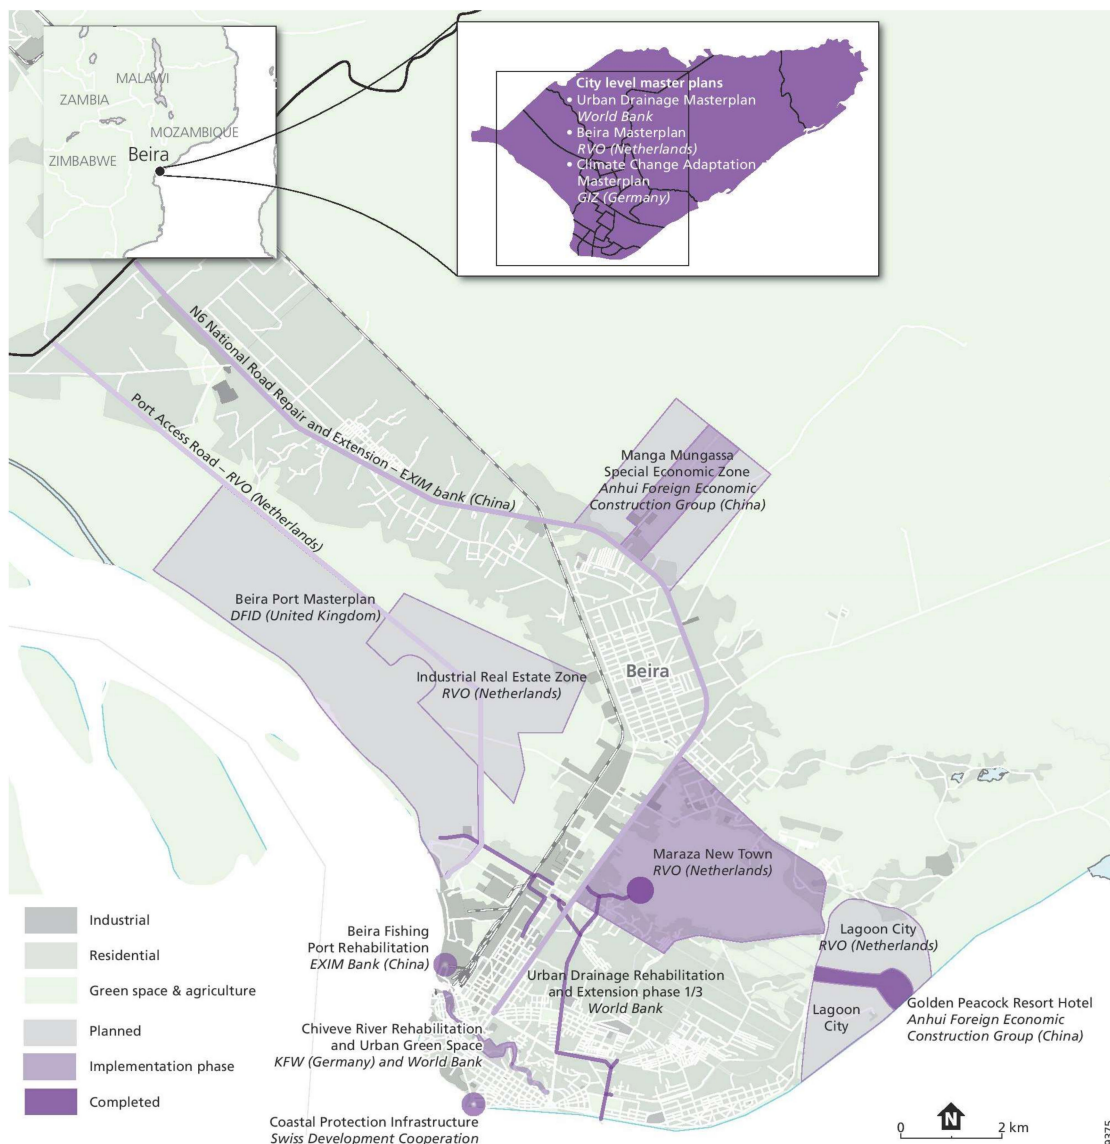 MALAWI
ZAMBIA
MOZAMBIQUE
ZIMBABWE
Beira
City level master plans
• Urban Drainage Masterplan
World Bank
• Beira Masterplan
RVO (Netherlands)
• Climate Change Adaptation
Masterplan
GIZ (Germany)
N6 National Road Repair and Extension – EXIM bank (China)
Port Access Road – RVO (Netherlands)
Manga Mungassa
Special Economic Zone
Anhui Foreign Economic
Construction Group (China)
Beira Port Masterplan
DFID (United Kingdom)
Industrial Real Estate Zone
RVO (Netherlands)
Beira
Maraza New Town
RVO (Netherlands)
Lagoon City
RVO (Netherlands)
Lagoon
City
Golden Peacock Resort Hotel
Anhui Foreign Economic
Construction Group (China)
Beira Fishing
Port Rehabilitation
EXIM Bank (China)
Urban Drainage Rehabilitation
and Extension phase 1/3
World Bank
Chiveve River Rehabilitation
and Urban Green Space
KFW (Germany) and World Bank
Coastal Protection Infrastructure
Swiss Development Cooperation
Industrial
Residential
Green space & agriculture
Planned
Implementation phase
Completed
N
0 2 km